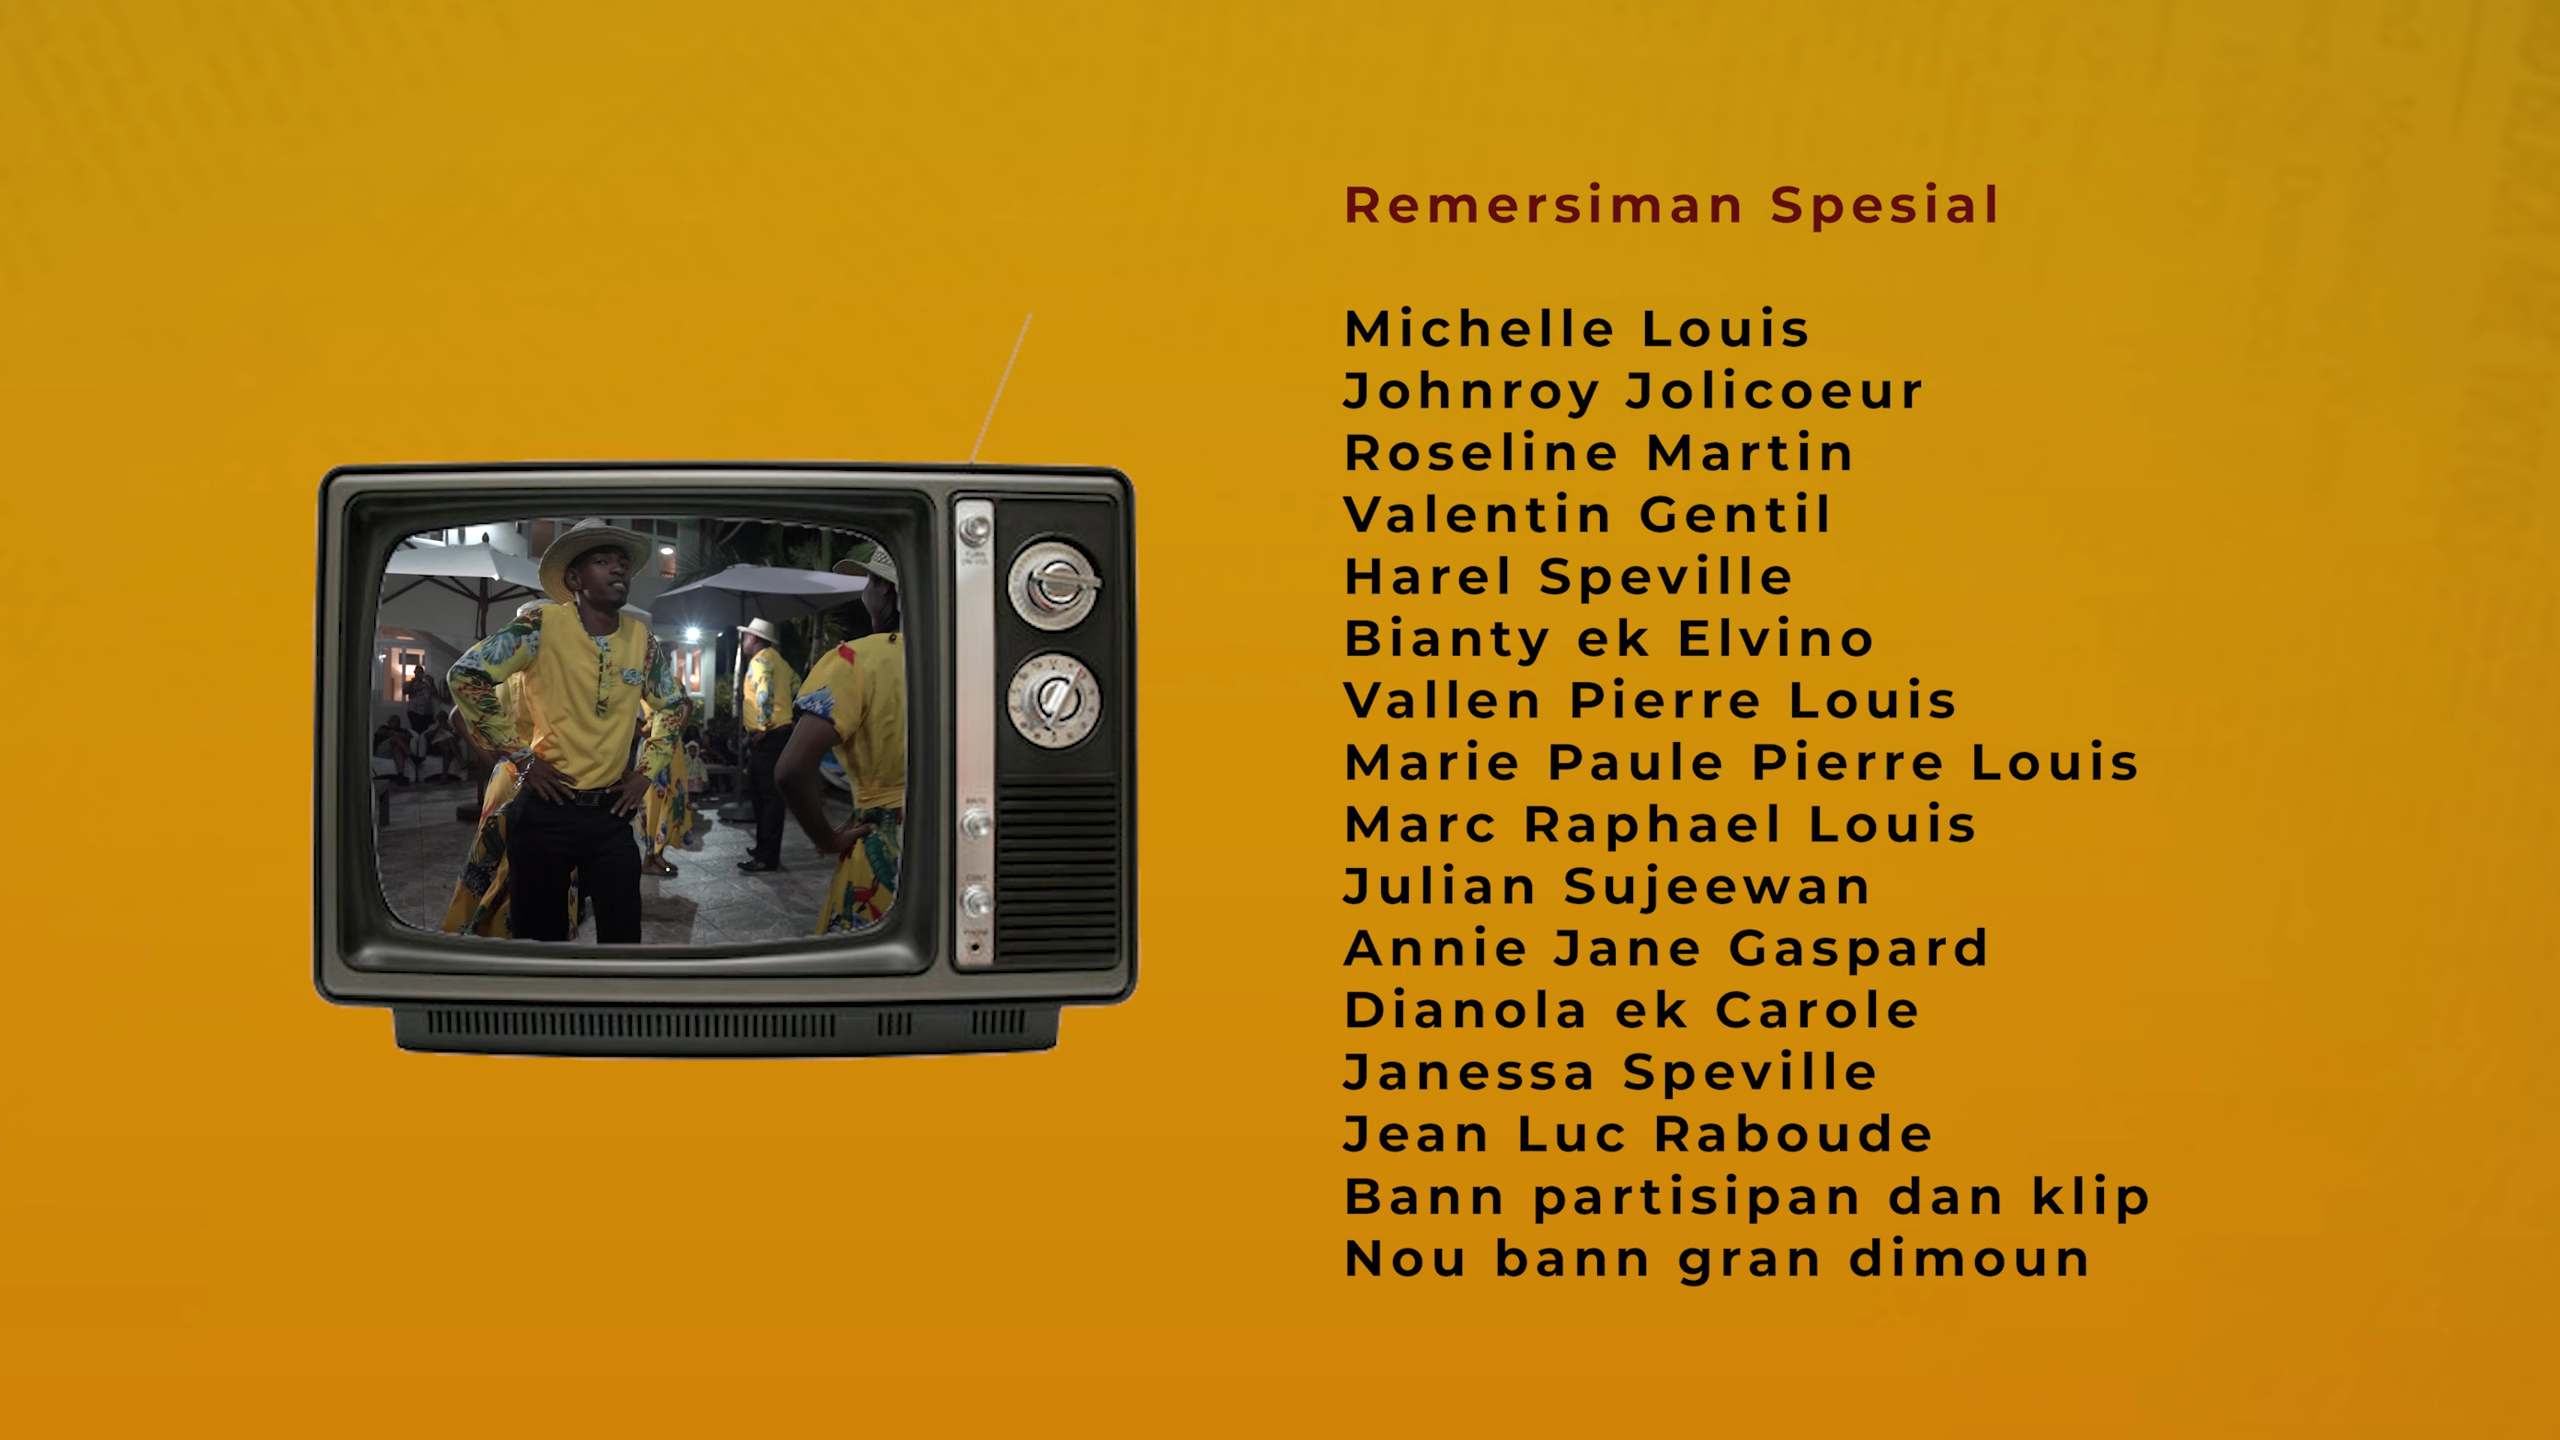 Remersiman Spesial
Michelle Louis
Johnroy Jolicoeur
Roseline Martin
Valentin Gentil
Harel Speville
Bianty ek Elvino
Vallen Pierre Louis
Marie Paule Pierre Louis
Marc Raphael Louis
Julian Sujeewan
Annie Jane Gaspard
Dianola ek Carole
Janessa Speville
Jean Luc Raboude
Bann partisipan dan klip
Nou bann gran dimoun